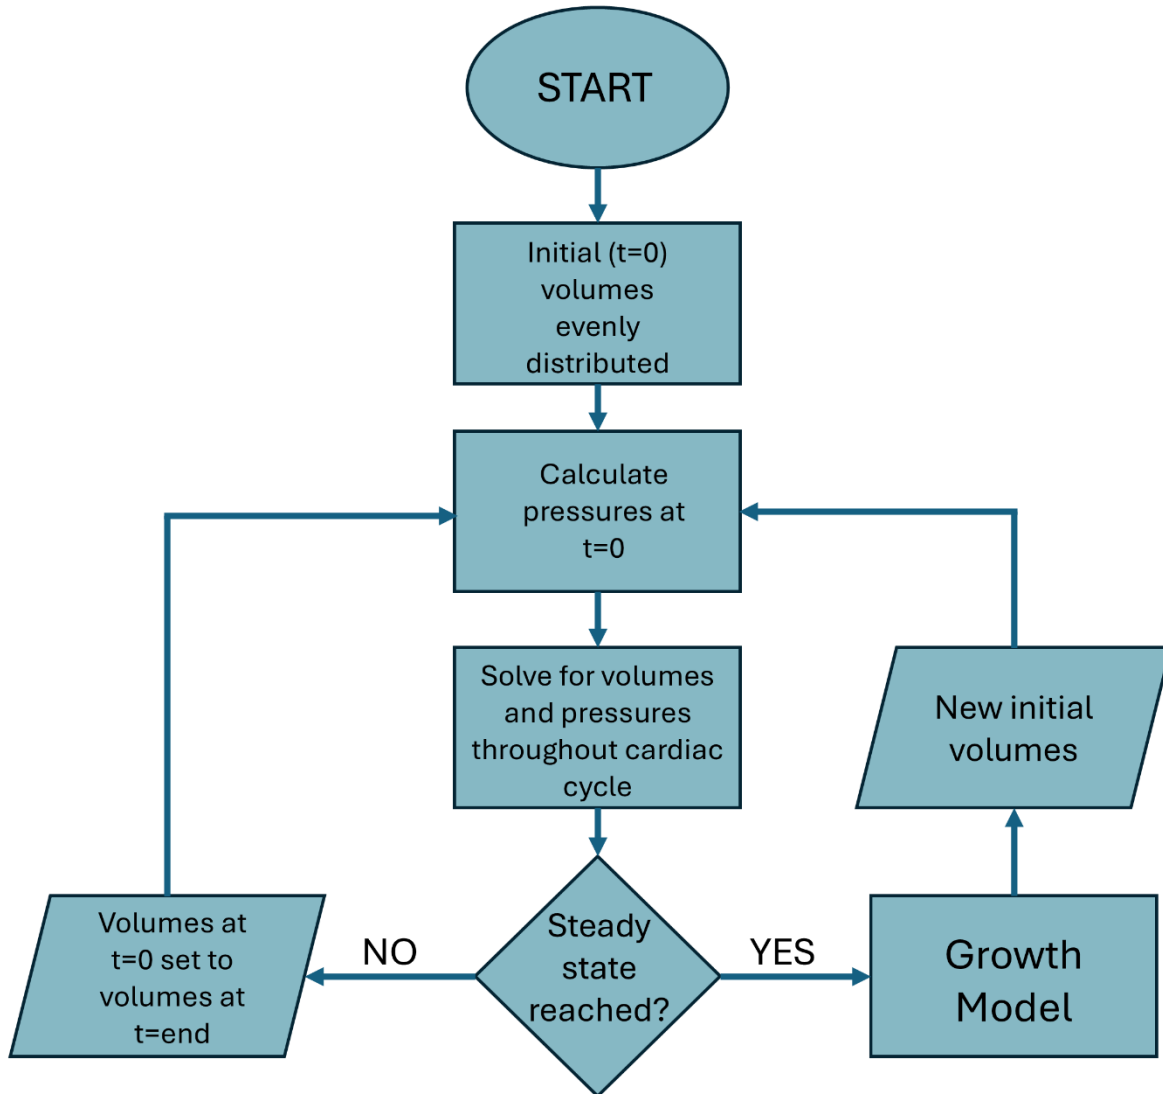 START
Initial (t=0)
volumes
evenly
distributed
Calculate
pressures at
t=0
Solve for volumes
and pressures
throughout cardiac
cycle
New initial
volumes
Steady
state
reached?
NO
YES
Volumes at
t=0 set to
volumes at
t=end
Growth
Model